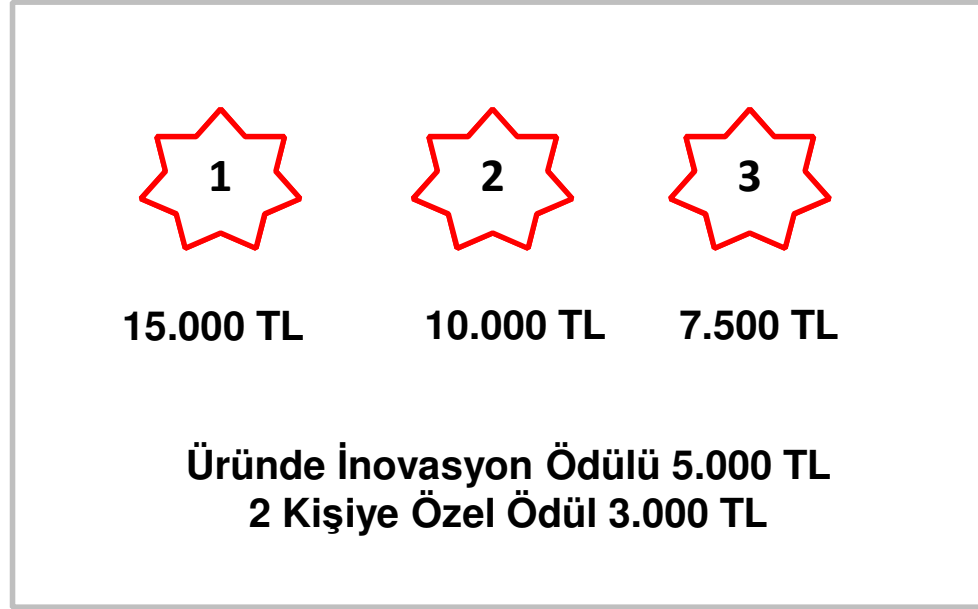 1 2 3
15.000 TL 10.000 TL 7.500 TL
Üründe İnovasyon Ödülü 5.000 TL
2 Kişiye Özel Ödül 3.000 TL